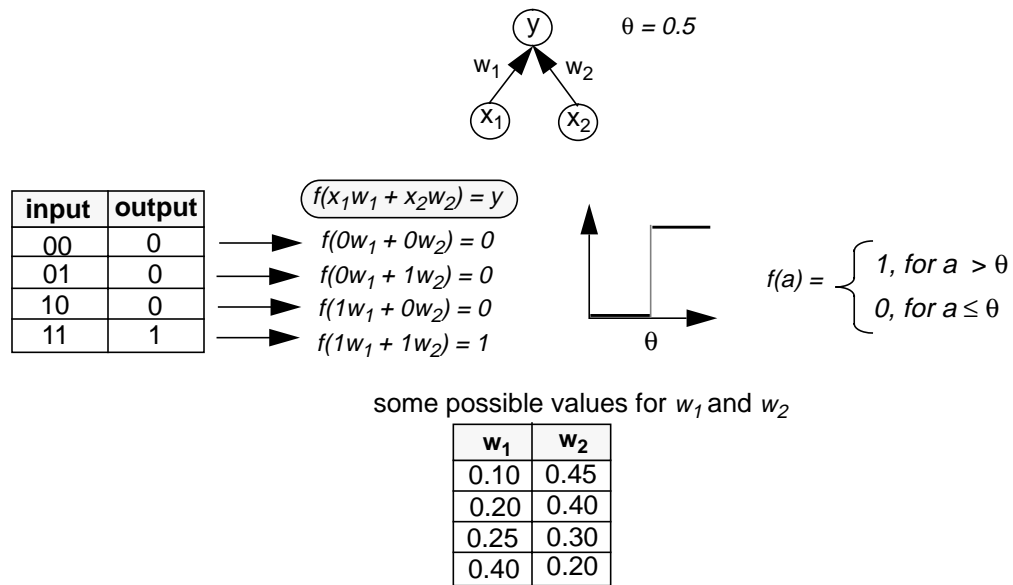 y
θ = 0.5
w1 w2
x1 x2
input output
00 0
01 0
10 0
11 1
f(x1w1 + x2w2) = y
f(0w1 + 0w2) = 0
f(0w1 + 1w2) = 0
f(1w1 + 0w2) = 0
f(1w1 + 1w2) = 1
θ
f(a) =
1, for a > θ
0, for a ≤ θ
some possible values for w1 and w2
w1 w2
0.10 0.45
0.20 0.40
0.25 0.30
0.40 0.20